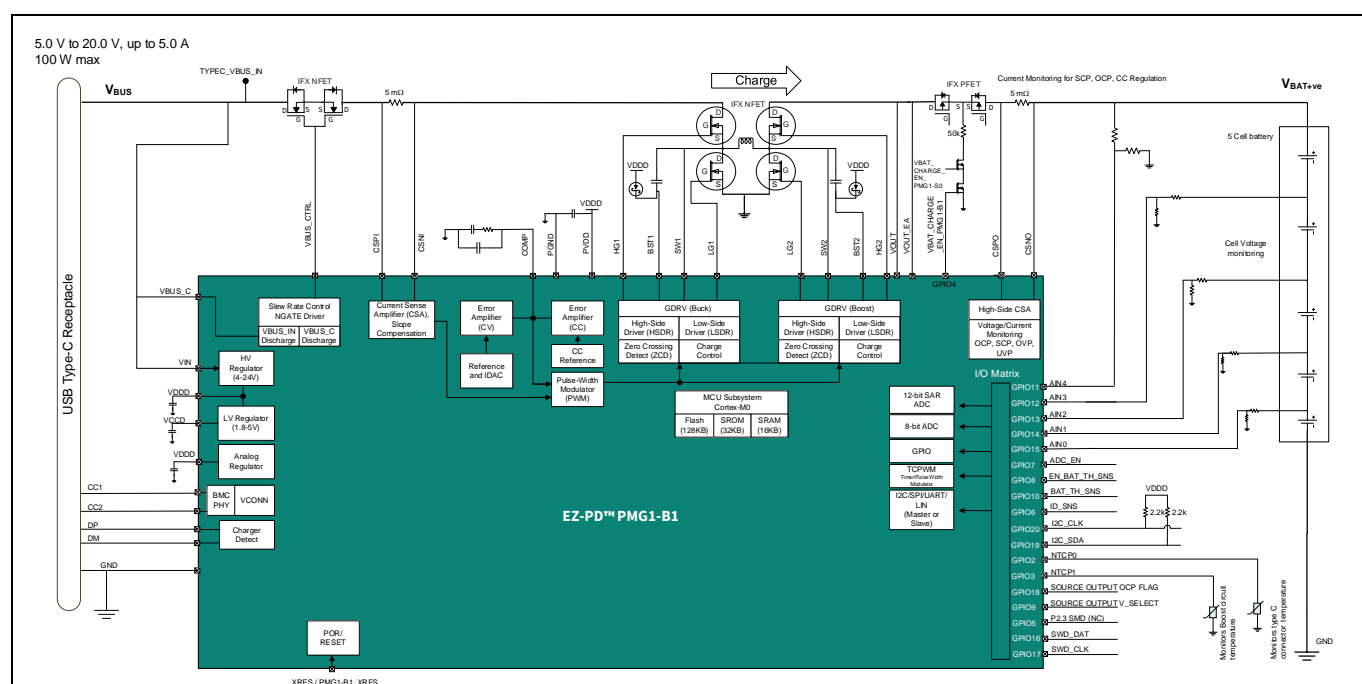 5.0 V to 20.0 V, up to 5.0 A
100 W max
TYPEC_VBUS_IN
VBUS
IFX NFET
D S S D
G G
5 mΩ
Charge
IFX NFET
D
G
S
D
G
S
D
G
S
D
G
S
IFX PFET
D S S D
G G
Current Monitoring for SCP, OCP, CC Regulation
5 mΩ
VBAT+ve
50k
VDDD
VDDD
VBAT_
CHARGE_
EN_
PMG1-S0
5 Cell battery
Cell Voltage
monitoring
USB Type-C Receptacle
VBUS_CTRL
CSPI
CSNI
COMP
PGND
PVDD
VDDD
HG1
BST1
SW1
LG1
LG2
SW2
BST2
HG2
VOUT
VOUT_EA
VBAT_CHARGE_
EN_PMG1-B1
CSPO
CSNO
GPIO4
VBUS_C
VIN
VDDD
VCCD
VDDD
CC1
CC2
DP
DM
GND
Slew Rate Control
NGATE Driver
VBUS_IN
Discharge
VBUS_C
Discharge
HV
Regulator
(4-24V)
LV Regulator
(1.8-5V)
Analog
Regulator
BMC
PHY
VCONN
Charger
Detect
Current Sense
Amplifier (CSA),
Slope
Compensation
Error
Amplifier
(CV)
Error
Amplifier
(CC)
Reference
and IDAC
CC
Reference
Pulse-Width
Modulator
(PWM)
GDRV (Buck)
High-Side
Driver (HSDR)
Low-Side
Driver (LSDR)
Zero Crossing
Detect (ZCD)
Charge
Control
GDRV (Boost)
High-Side
Driver (HSDR)
Low-Side
Driver (LSDR)
Zero Crossing
Detect (ZCD)
Charge
Control
High-Side CSA
Voltage/Current
Monitoring
OCP, SCP, OVP,
UVP
MCU Subsystem
Cortex-M0
Flash
(128KB)
SROM
(32KB)
SRAM
(16KB)
I/O Matrix
12-bit SAR
ADC
8-bit ADC
GPIO
TCPWM
Timer/Pulse Width
Modulator
I2C/SPI/UART/
LIN
(Master or
Slave)
EZ-PD™ PMG1-B1
POR/
RESET
XRES / PMG1-B1_XRES
GPIO11 AIN4
GPIO12 AIN3
GPIO13 AIN2
GPIO14 AIN1
GPIO15 AIN0
GPIO7 ADC_EN
GPIO8 EN_BAT_TH_SNS
GPIO10 BAT_TH_SNS
GPIO6 ID_SNS
GPIO20 I2C_CLK
GPIO19 I2C_SDA
GPIO2 NTCP0
GPIO3 NTCP1
GPIO18 SOURCE OUTPUT OCP FLAG
GPIO9 SOURCE OUTPUT V_SELECT
GPIO5 P2.3 SMD (NC)
GPIO16 SWD_DAT
GPIO17 SWD_CLK
VDDD
2.2k 2.2k
Monitors Boost circuit
temperature
Monitors type C
connector temperature
GND